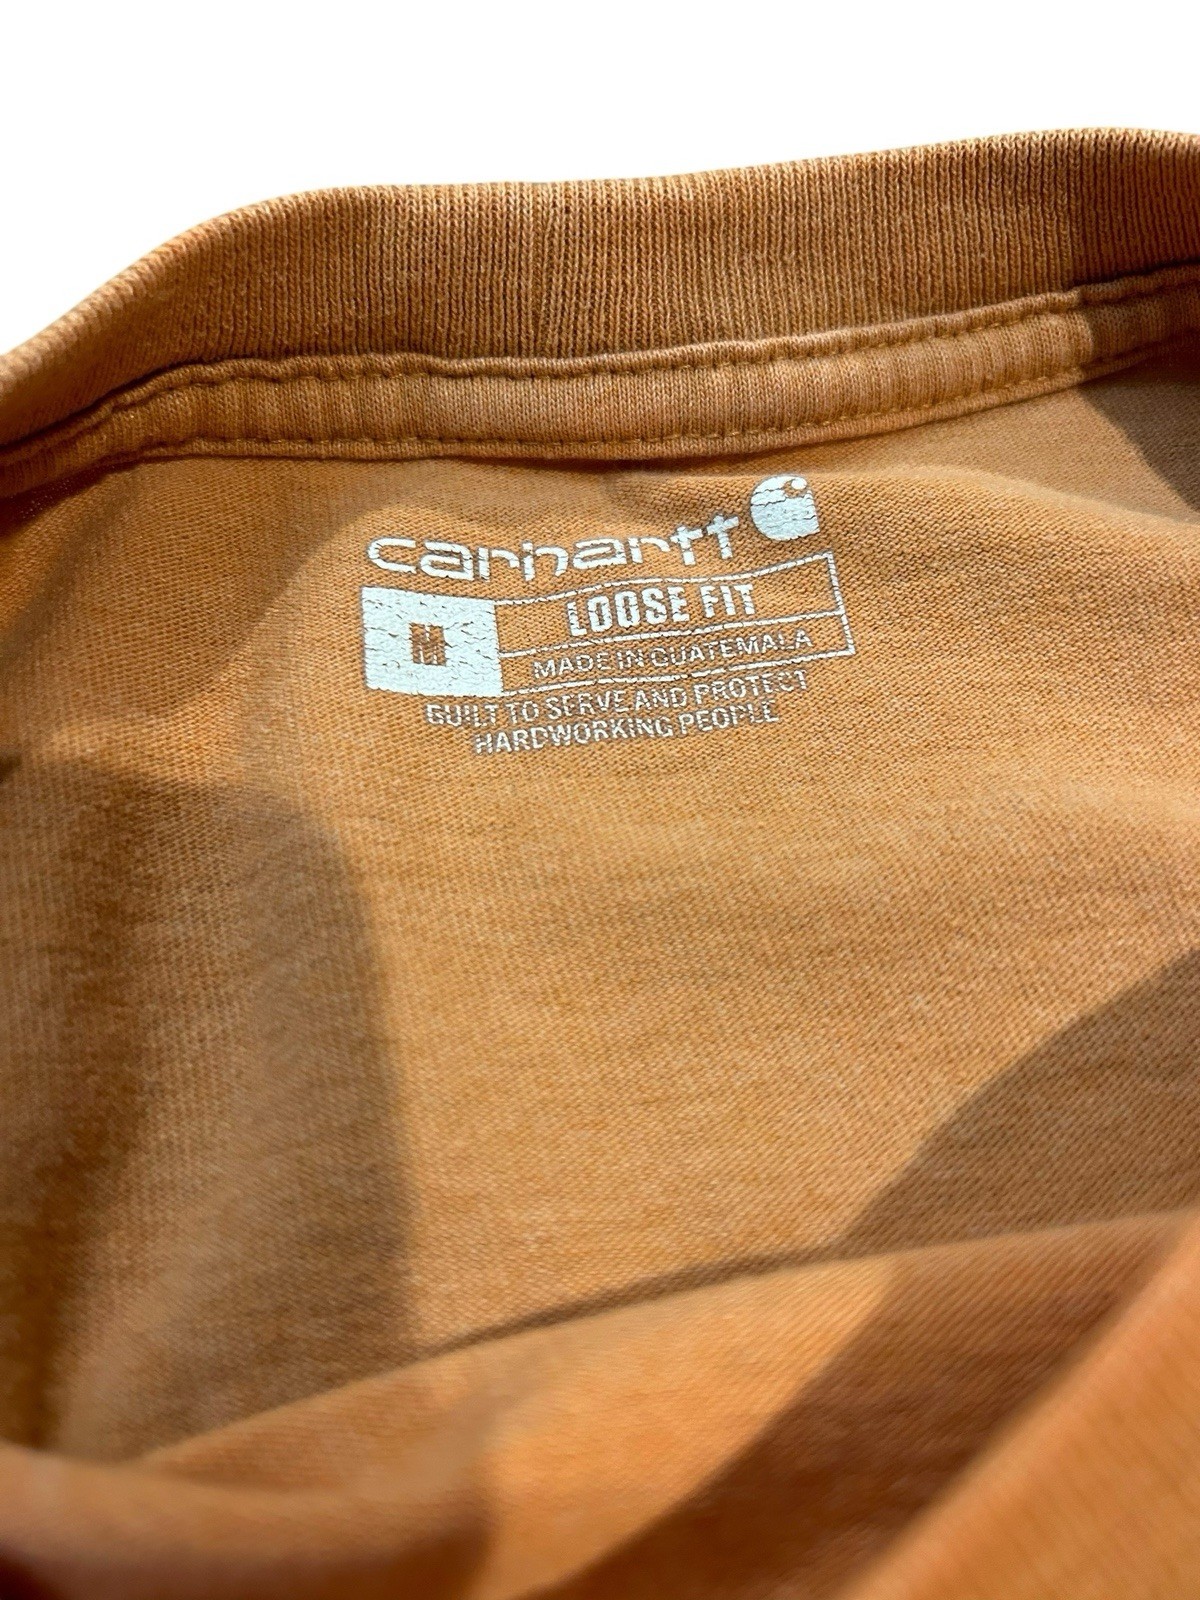 carhartt
M
LOOSE FIT
MADE IN GUATEMALA
BUILT TO SERVE AND PROTECT
HARDWORKING PEOPLE